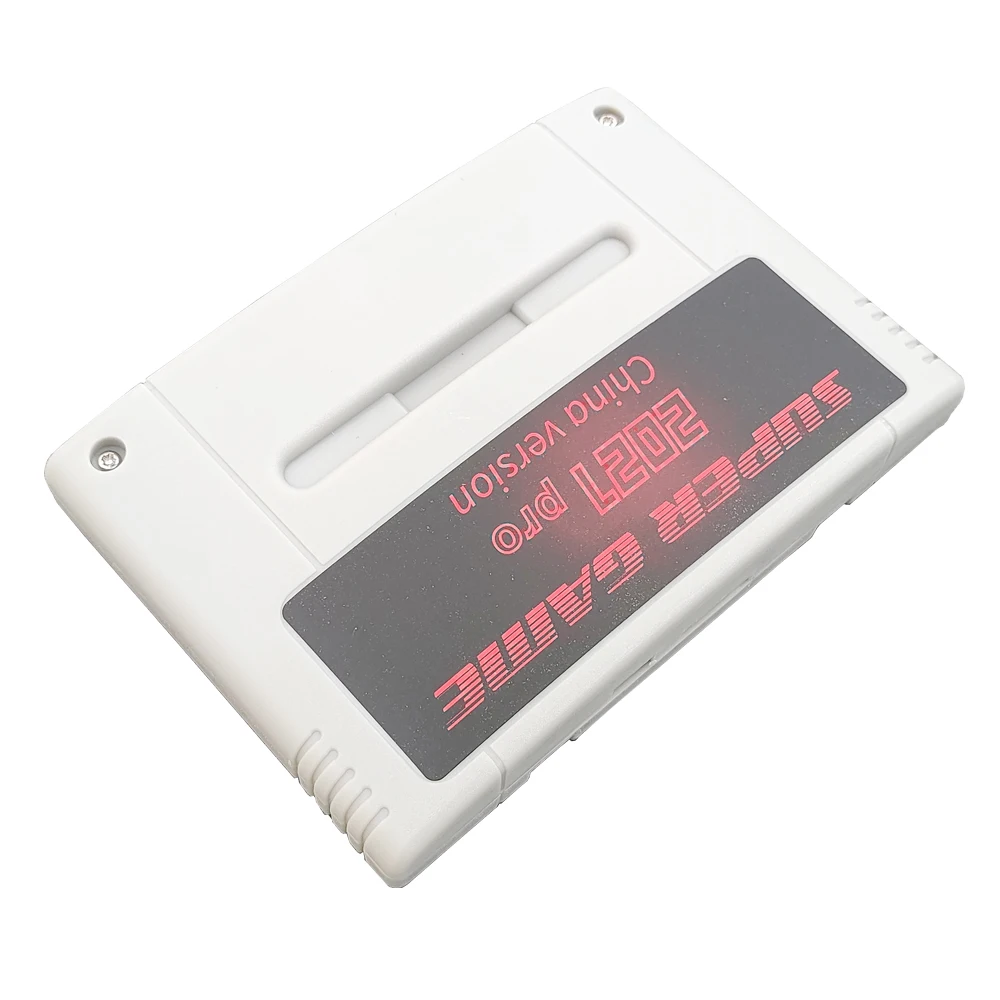 SUPER GAME
2021 pro
China version